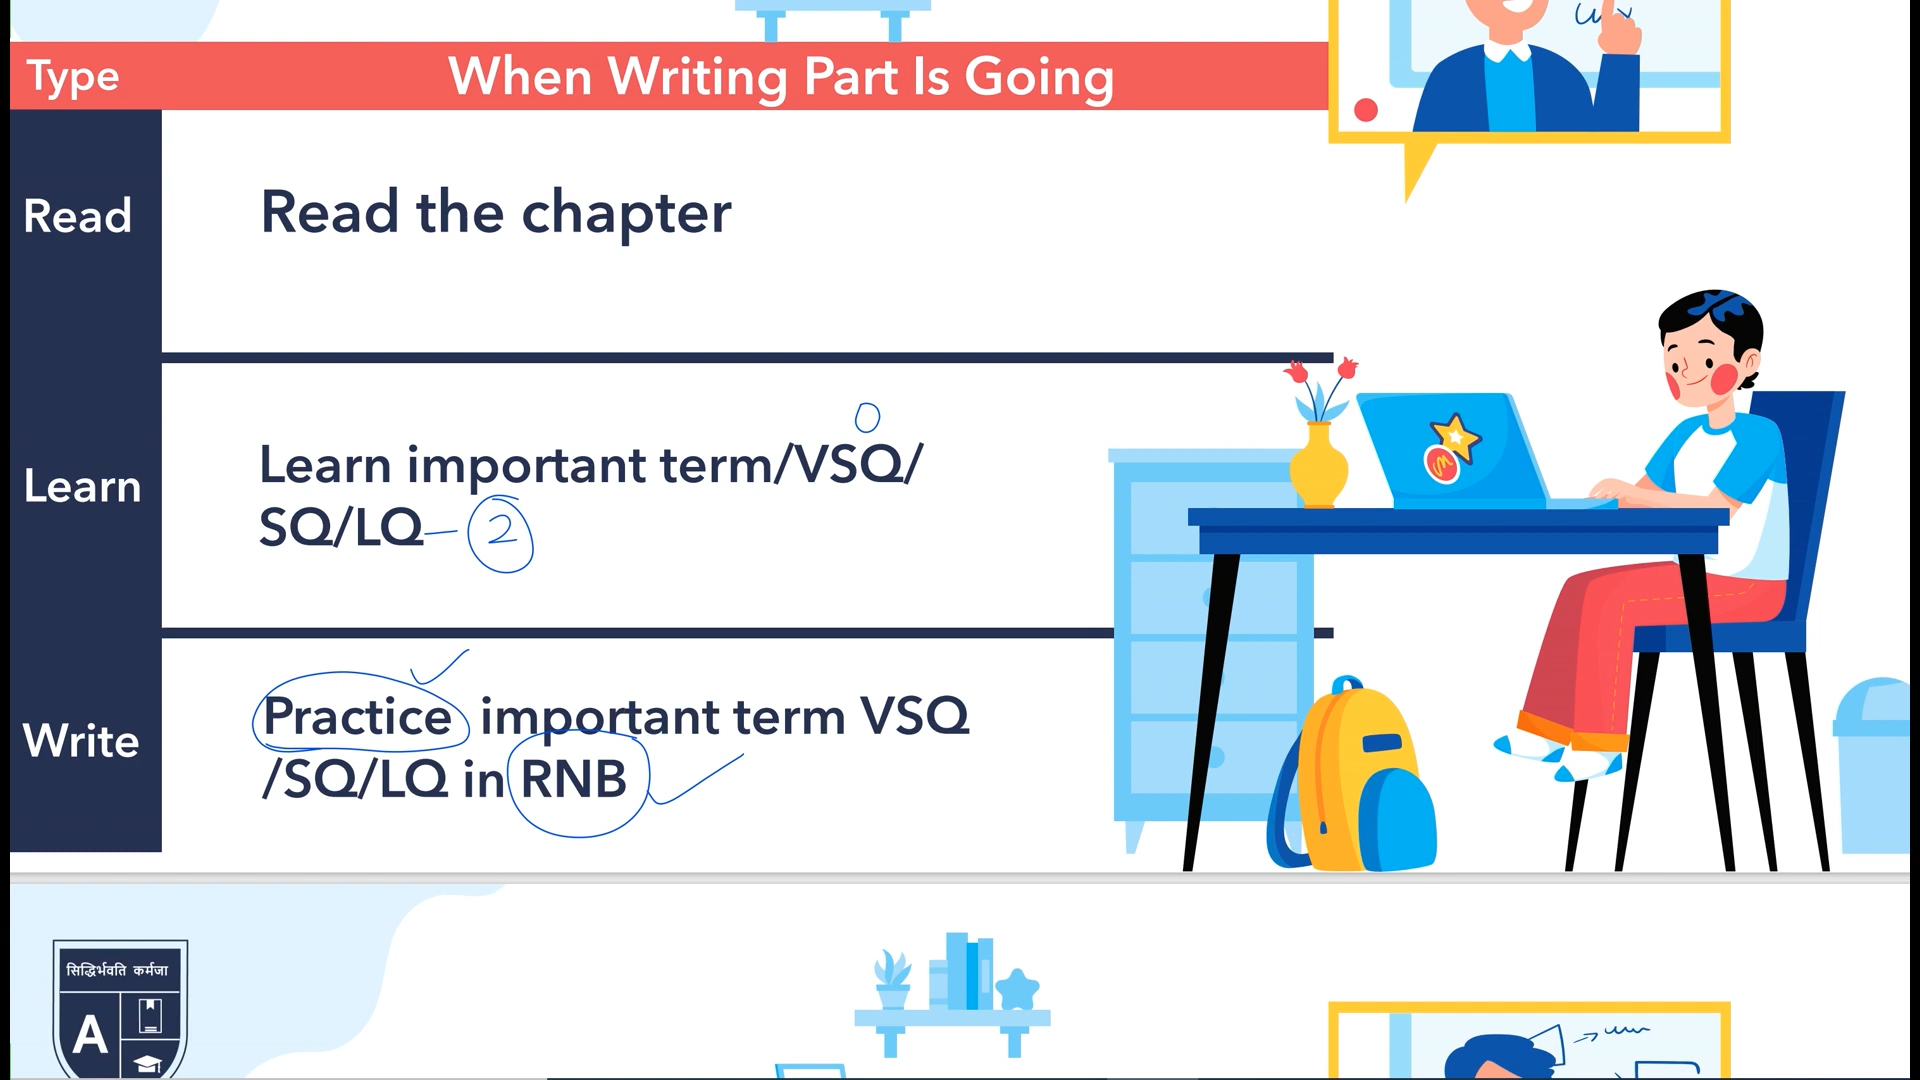 Type
When Writing Part Is Going
Read
Read the chapter
Learn
Learn important term/VSQ/
SQ/LQ
2
Write
Practice important term VSQ
/SQ/LQ in RNB
सिद्धिर्भवति कर्मजा
A